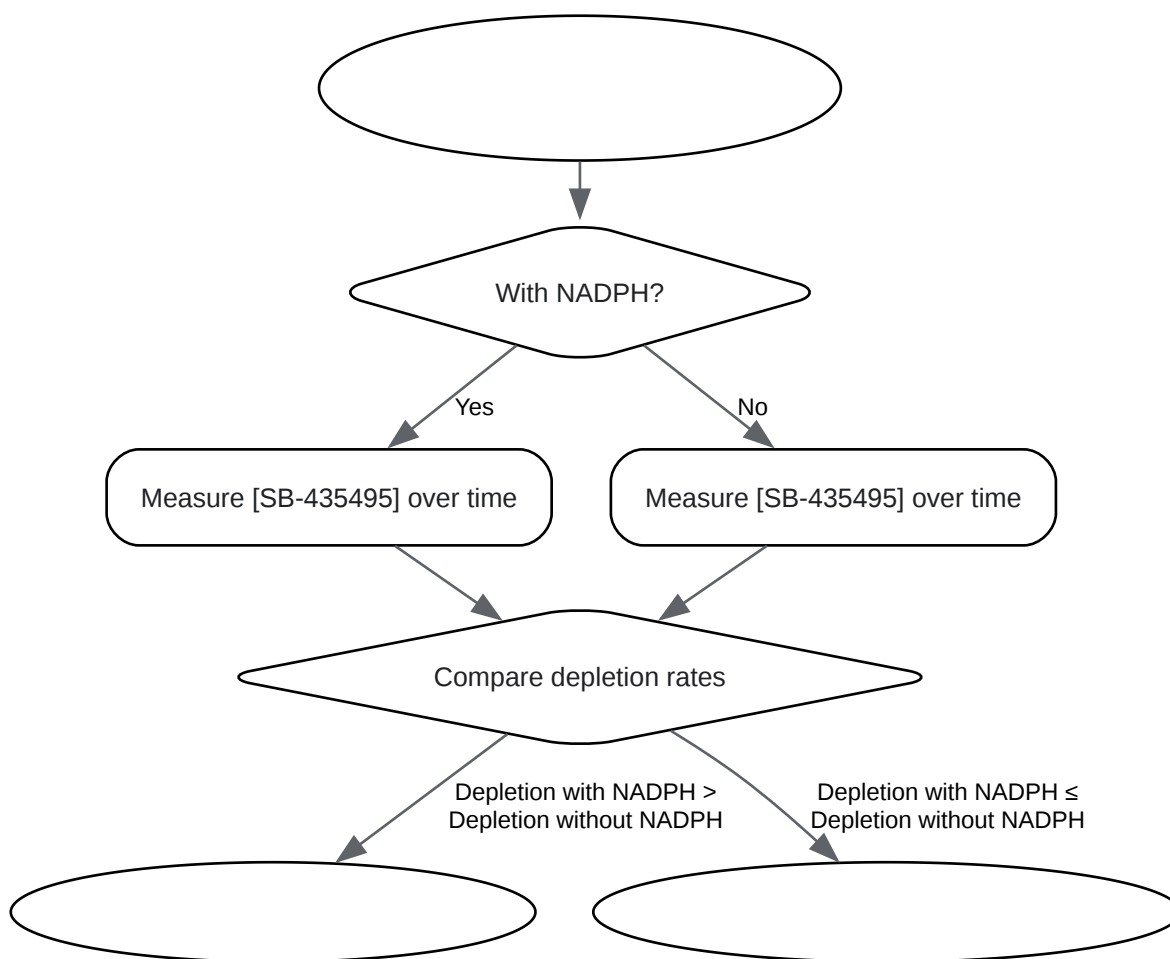 With NADPH?
Yes
No
Measure [SB-435495] over time
Measure [SB-435495] over time
Compare depletion rates
Depletion with NADPH >
Depletion without NADPH
Depletion with NADPH ≤
Depletion without NADPH